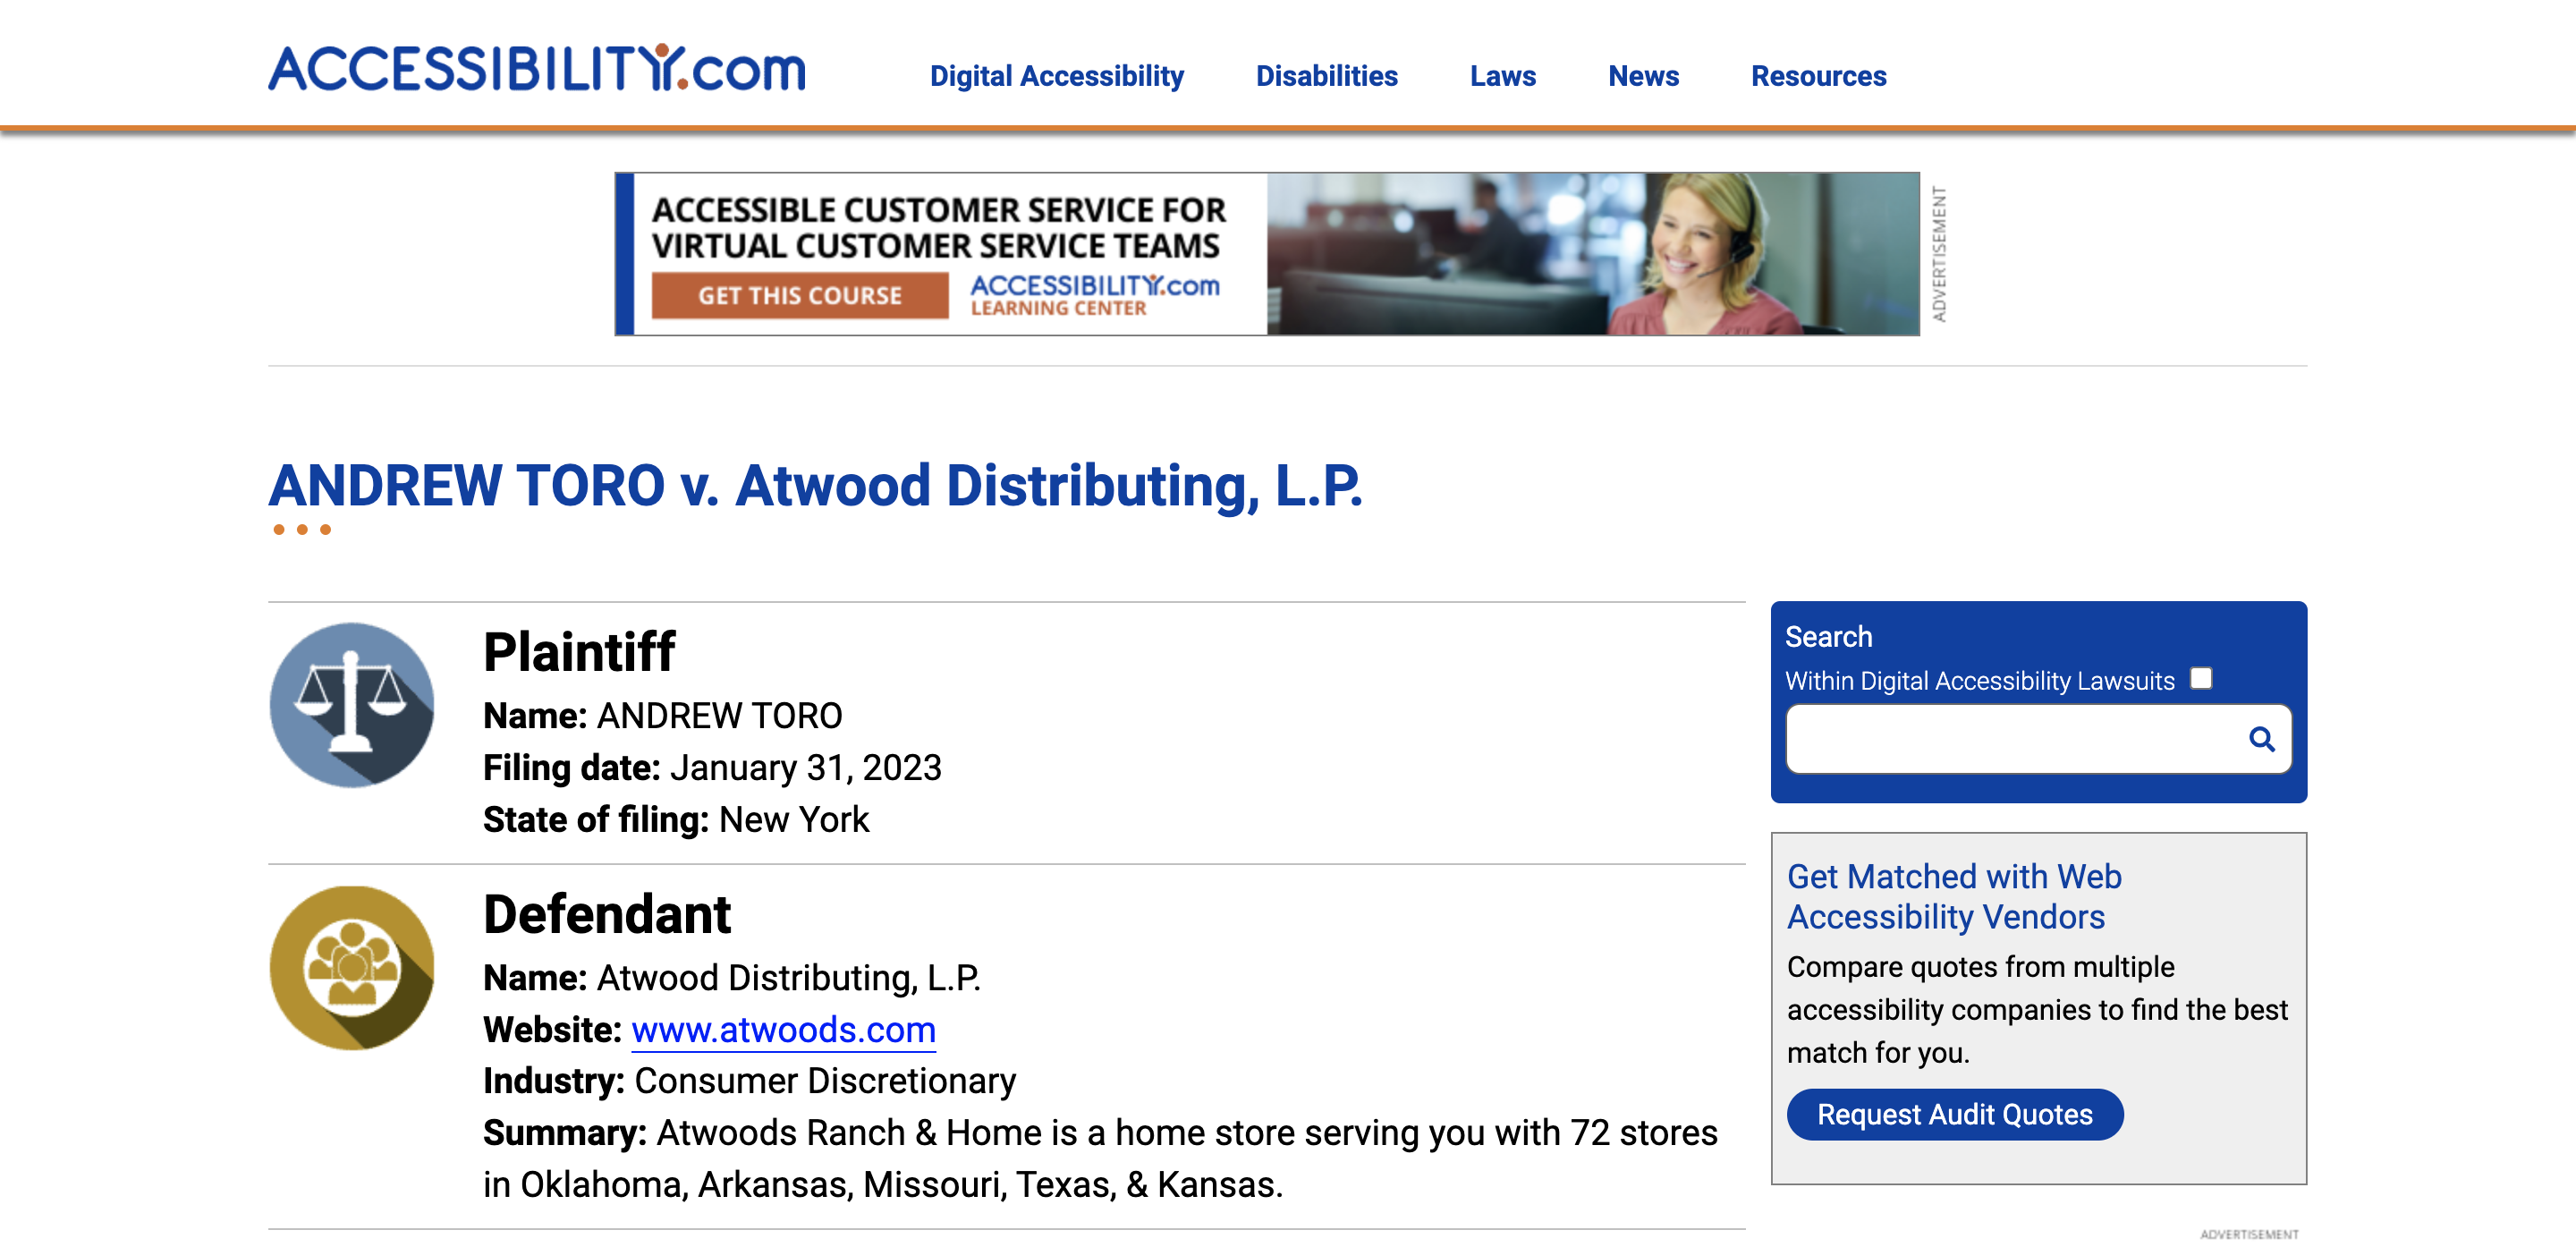 ACCESSIBILITY.com
Digital Accessibility
Disabilities
Laws
News
Resources
ACCESSIBLE CUSTOMER SERVICE FOR
VIRTUAL CUSTOMER SERVICE TEAMS
GET THIS COURSE
ACCESSIBILITY.com
LEARNING CENTER
ADVERTISEMENT
ANDREW TORO v. Atwood Distributing, L.P.
Plaintiff
Name: ANDREW TORO
Filing date: January 31, 2023
State of filing: New York
Defendant
Name: Atwood Distributing, L.P.
Website: www.atwoods.com
Industry: Consumer Discretionary
Summary: Atwoods Ranch & Home is a home store serving you with 72 stores
in Oklahoma, Arkansas, Missouri, Texas, & Kansas.
Search
Within Digital Accessibility Lawsuits
Get Matched with Web
Accessibility Vendors
Compare quotes from multiple
accessibility companies to find the best
match for you.
Request Audit Quotes
ADVERTISEMENT